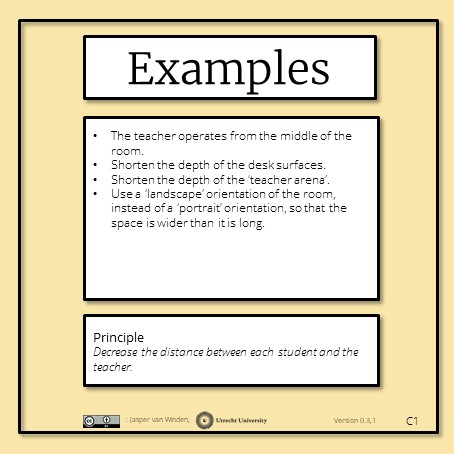 Examples
• The teacher operates from the middle of the
room.
• Shorten the depth of the desk surfaces.
• Shorten the depth of the ‘teacher arena’.
• Use a ‘landscape’ orientation of the room,
instead of a ‘portrait’ orientation, so that the
space is wider than it is long.
Principle
Decrease the distance between each student and the
teacher.
: Jasper van Winden, Utrecht University Version 0.3,1 C1